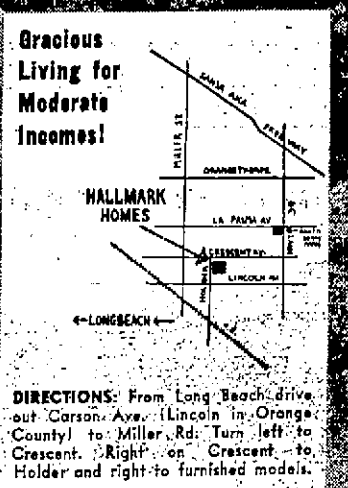 Gracious
Living for
Moderate
Incomes!
SANTA ANA
FREEWAY
MILLER ST
ORANGETHORPE
HALLMARK
HOMES
LA PALMA AV
CRESCENT AV.
HOLDER
LINCOLN AV
←LONGBEACH←
DIRECTIONS: From Long Beach drive
out Carson Ave. (Lincoln in Orange
County) to Miller Rd. Turn left to
Crescent. Right on Crescent to
Holder and right to furnished models.